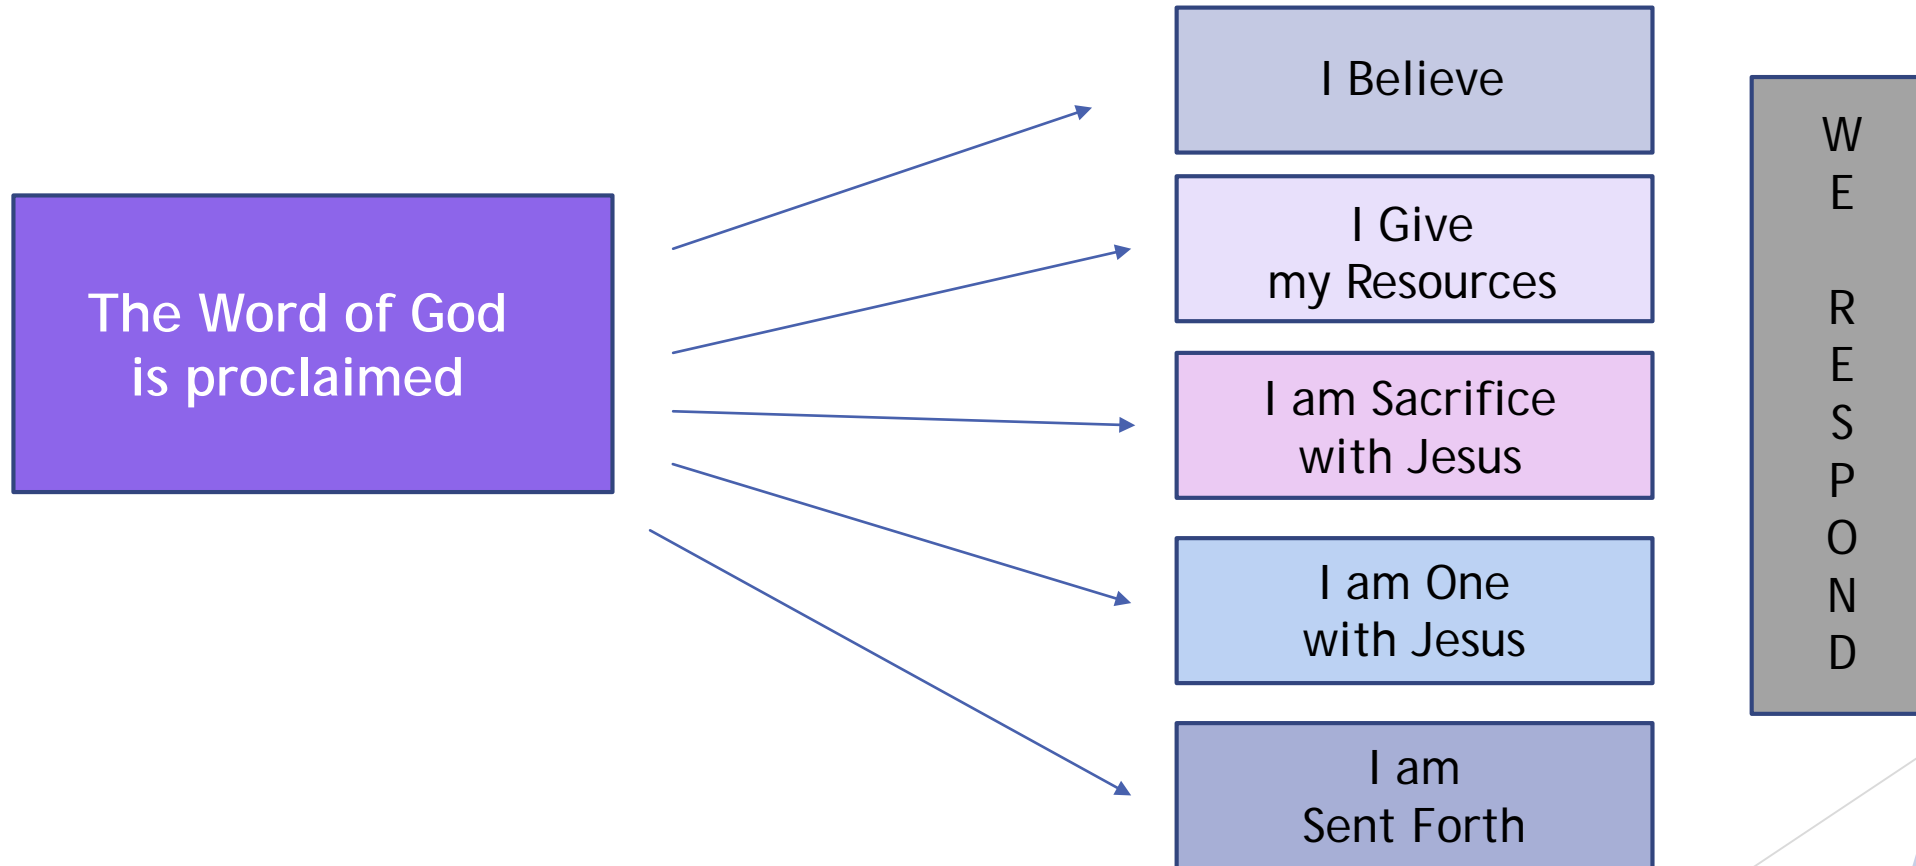 The Word of God
is proclaimed
I Believe
I Give
my Resources
I am Sacrifice
with Jesus
I am One
with Jesus
I am
Sent Forth
W
E
R
E
S
P
O
N
D